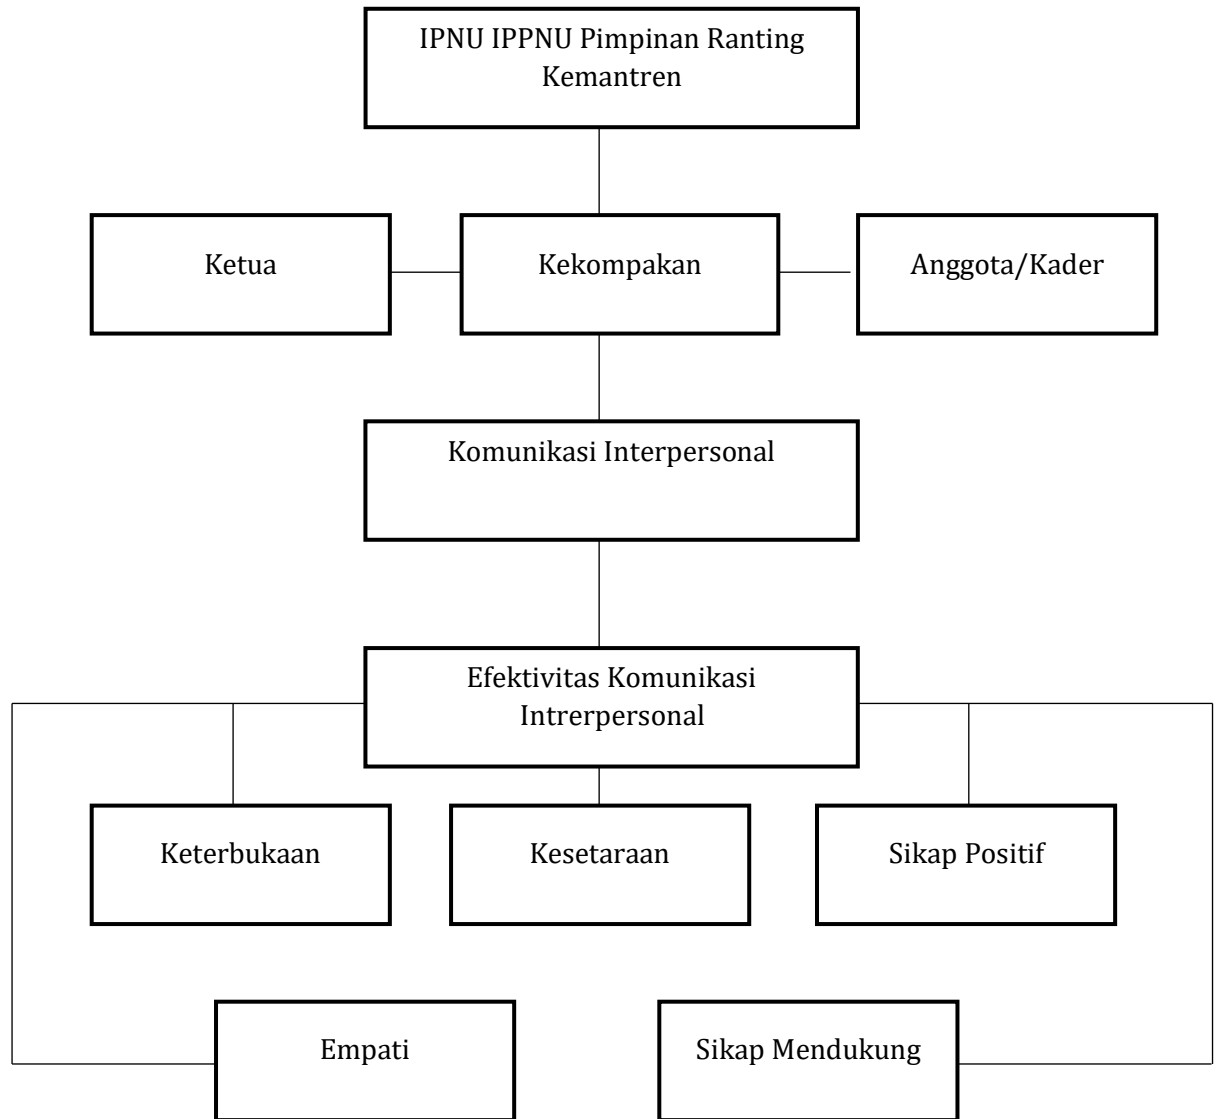 IPNU IPPNU Pimpinan Ranting
Kemantren
Ketua
Kekompakan
Anggota/Kader
Komunikasi Interpersonal
Efektivitas Komunikasi
Intrerpersonal
Keterbukaan
Kesetaraan
Sikap Positif
Empati
Sikap Mendukung